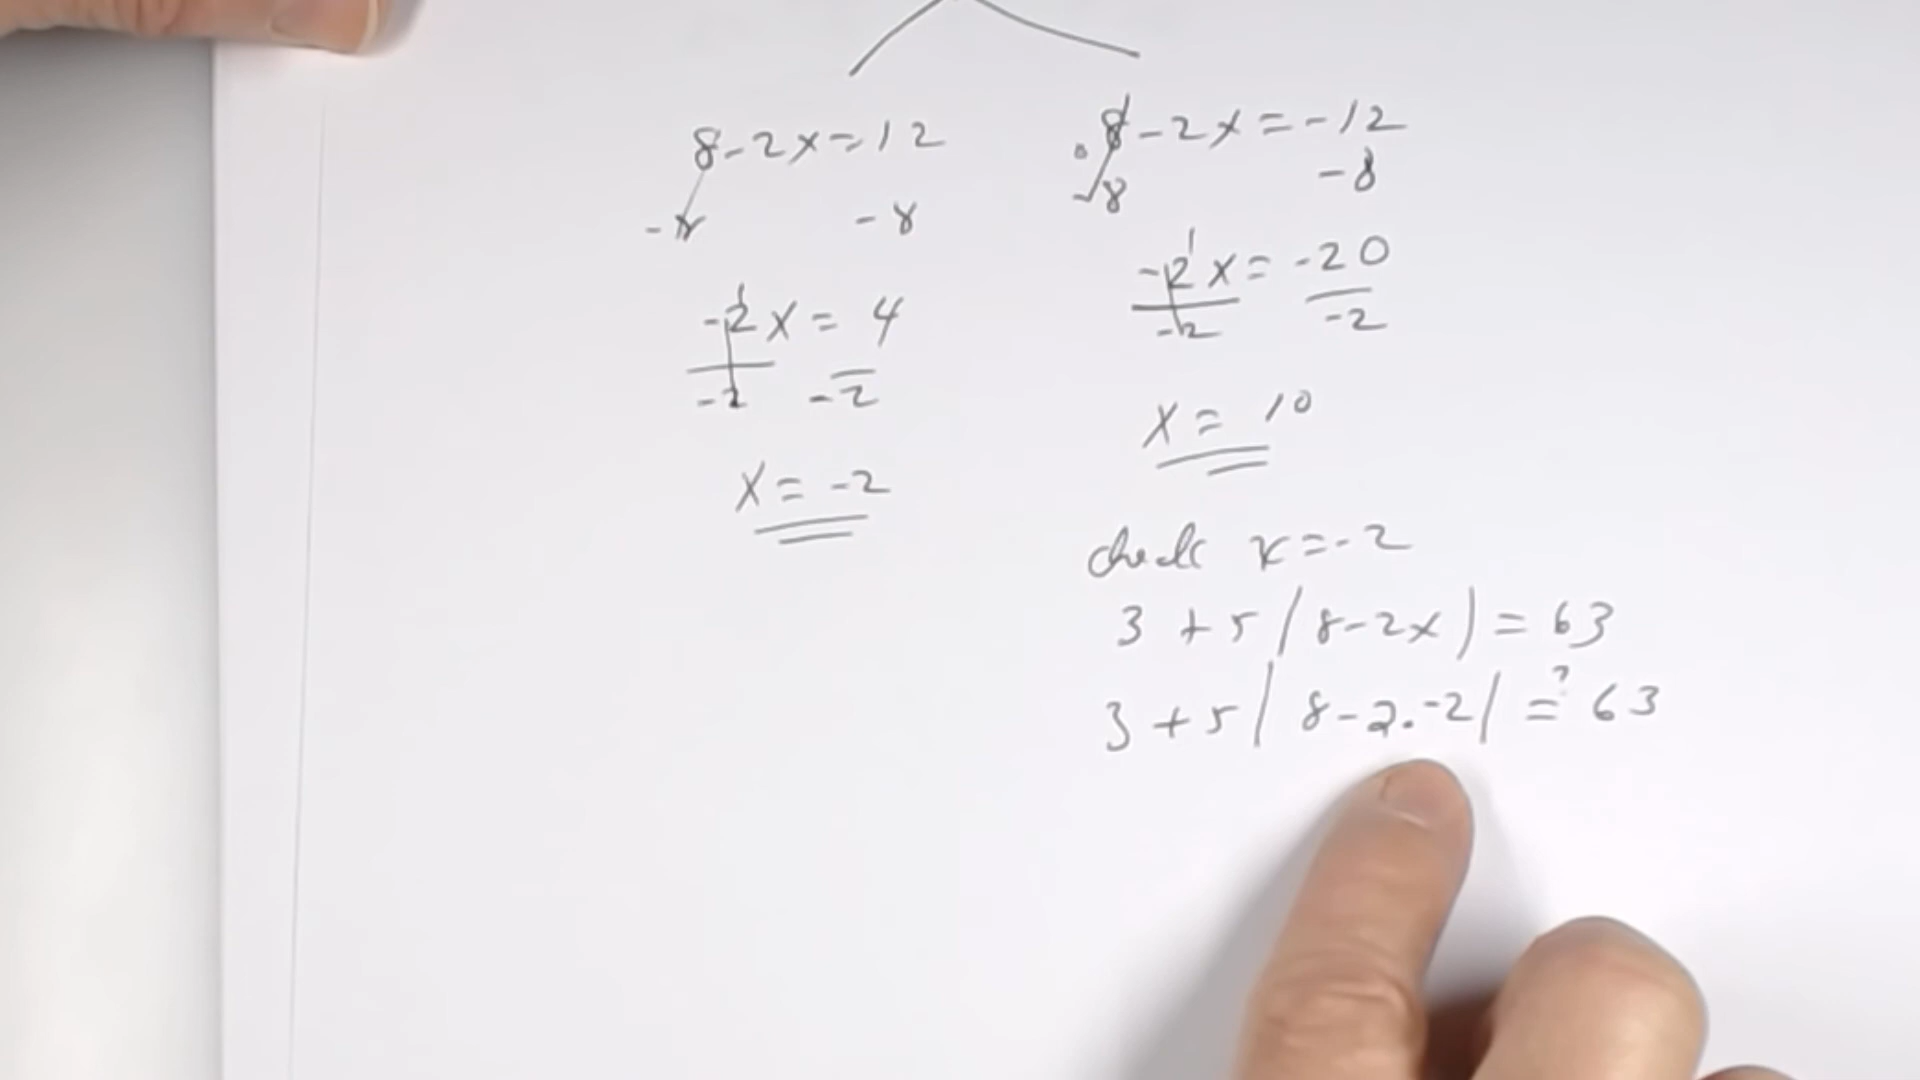 8-2x=12
-8 -8
-2x = 4
-2 -2
x = -2
8-2x=-12
-8 -8
-2x = -20
-2 -2
x = 10
check x=-2
3 + 5|8-2x| = 63
3 + 5|8-2·-2| =? 63